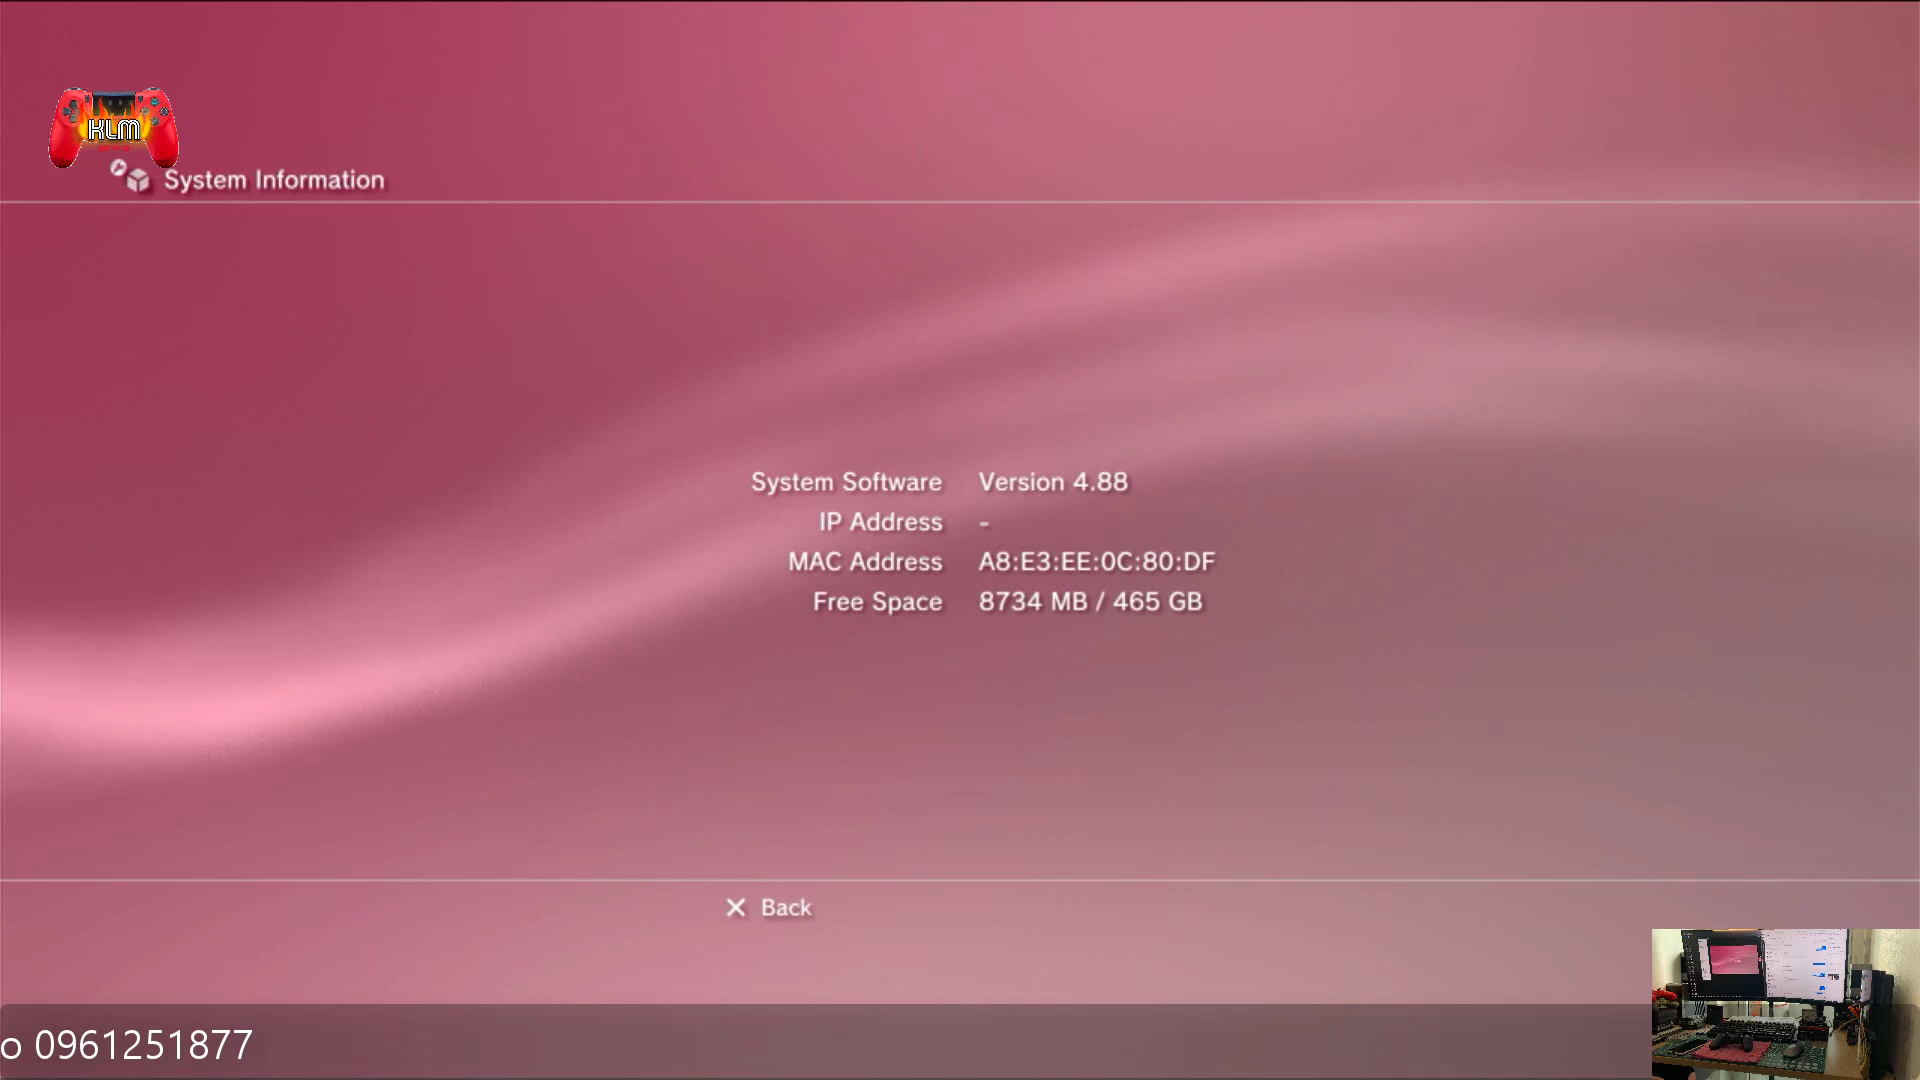 KLM
System Information
System Software Version 4.88
IP Address -
MAC Address A8:E3:EE:0C:80:DF
Free Space 8734 MB / 465 GB
Back
o 0961251877